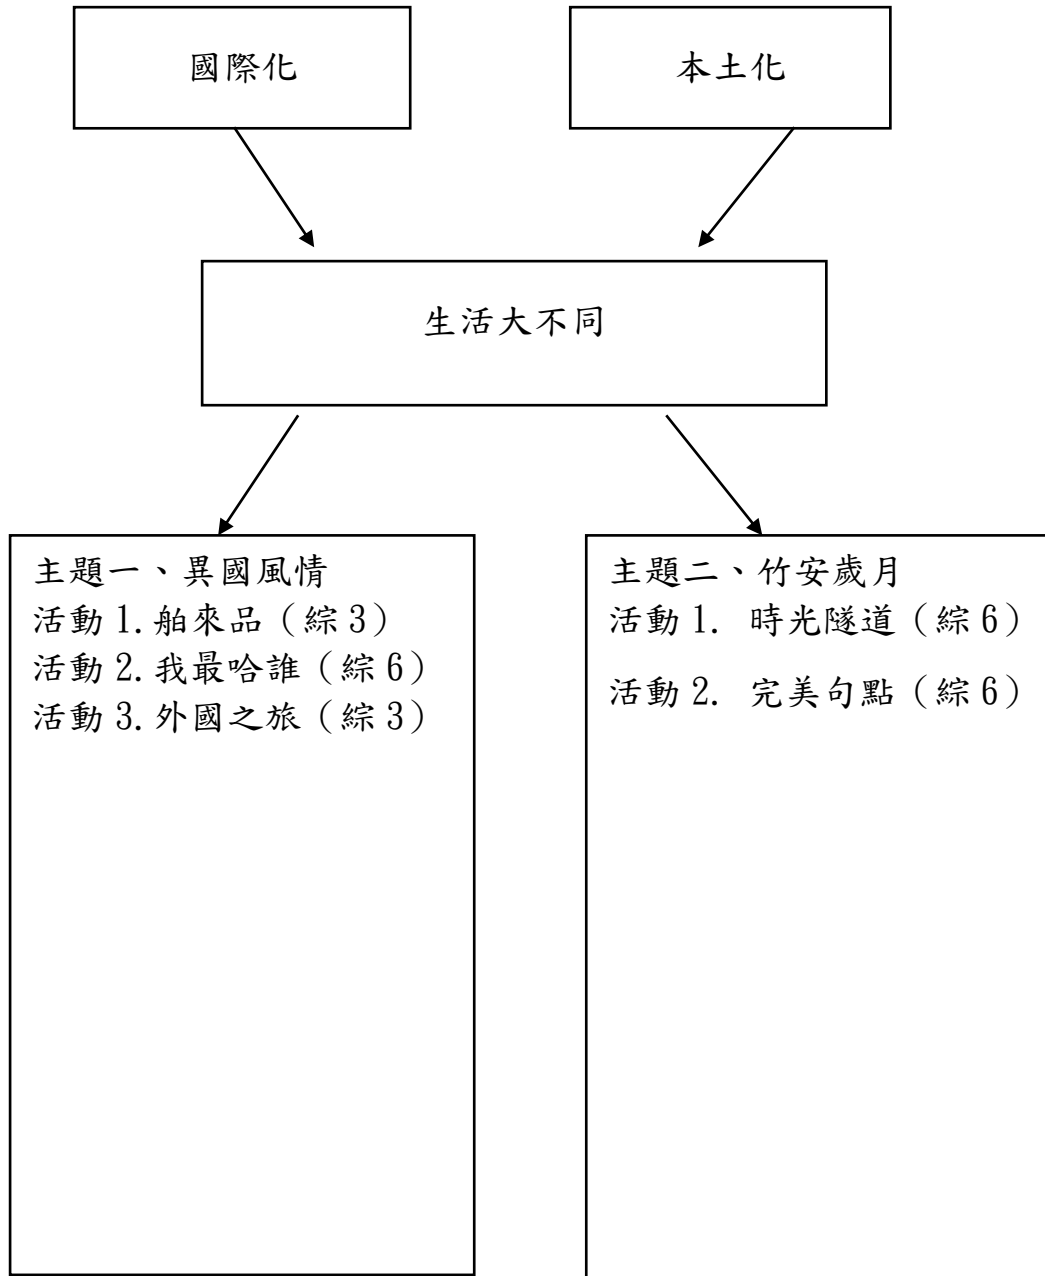 國際化
本土化
生活大不同
主題一、異國風情
活動 1. 舶來品（綜 3）
活動 2. 我最哈誰（綜 6）
活動 3. 外國之旅（綜 3）
主題二、竹安歲月
活動 1. 時光隧道（綜 6）
活動 2. 完美句點（綜 6）